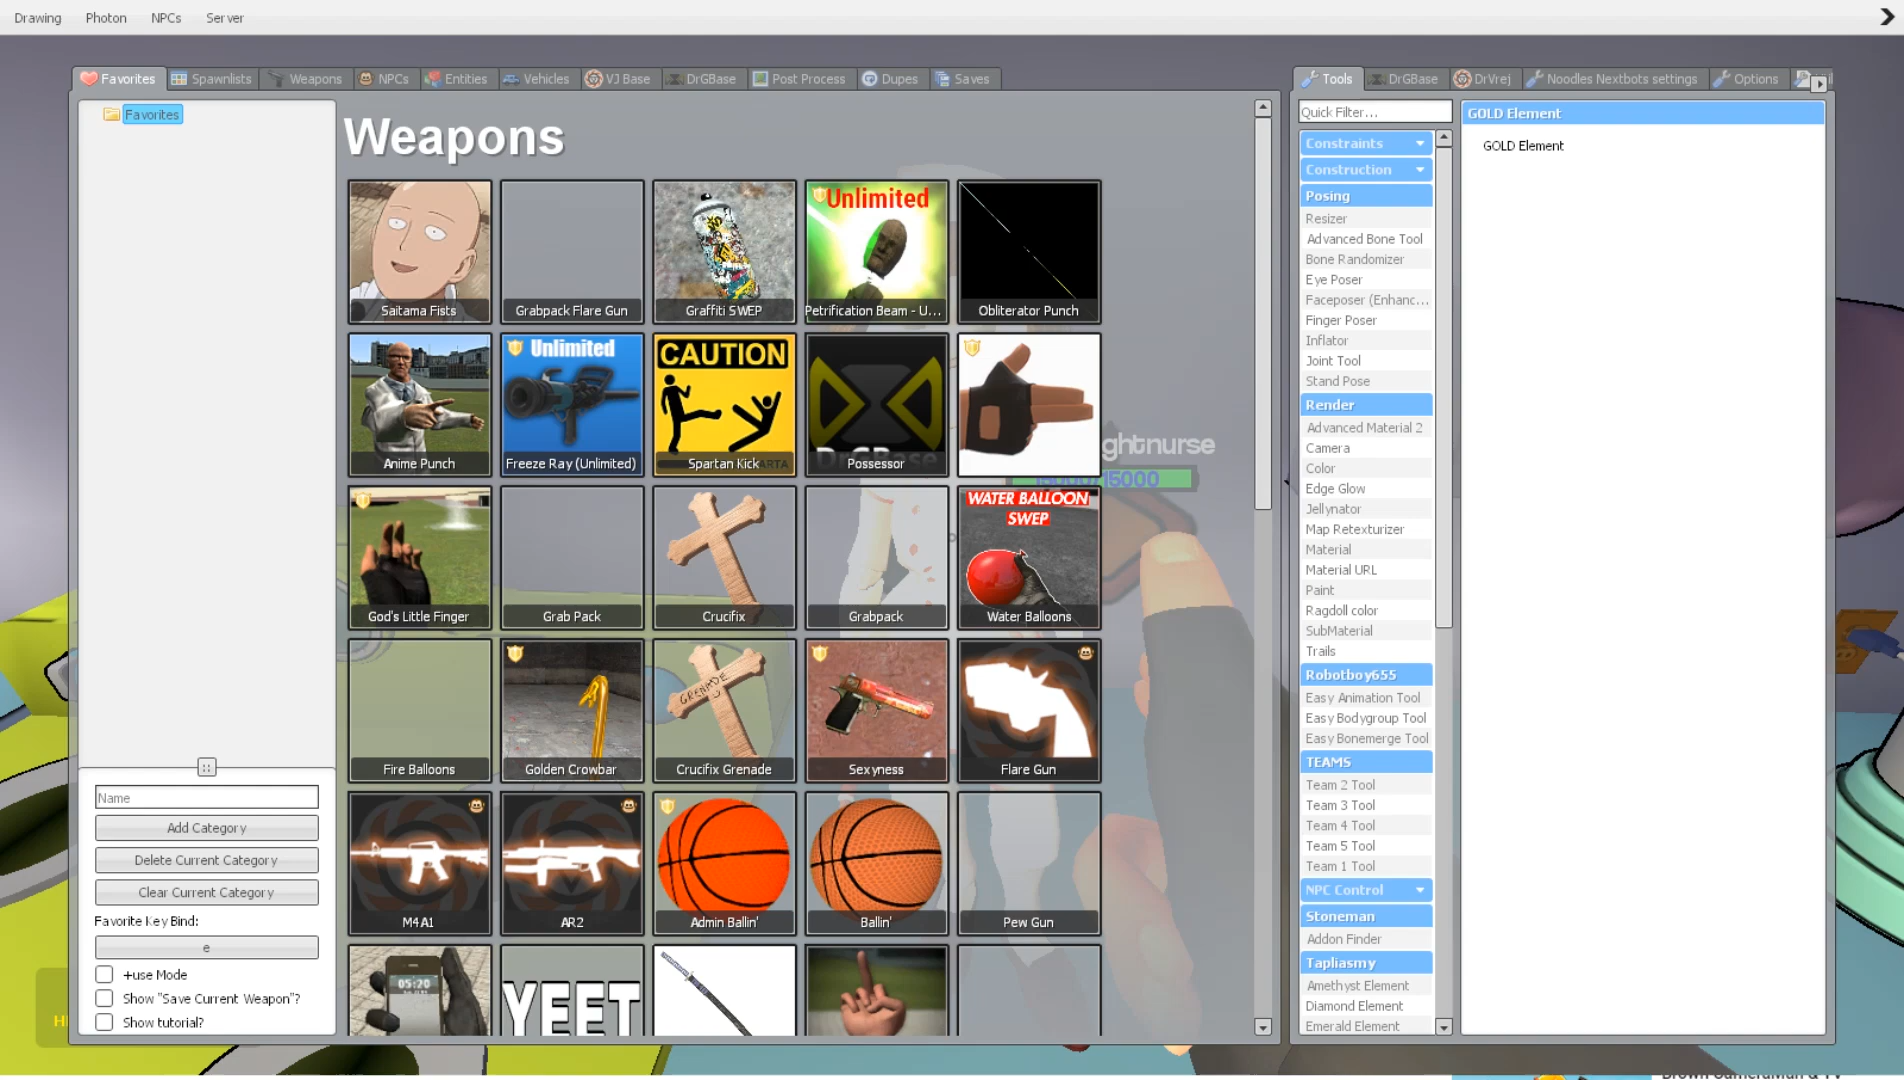 Drawing Photon NPCs Server
Favorites Spawnlists Weapons NPCs Entities Vehicles VJ Base DrGBase Post Process Dupes Saves
Favorites
Weapons
Saitama Fists
Grabpack Flare Gun
Graffiti SWEP
Unlimited
Petrification Beam - U...
Obliterator Punch
Anime Punch
Unlimited
Freeze Ray (Unlimited)
CAUTION
Spartan Kick
Possessor
DrGBase
ghtnurse
15000/15000
God's Little Finger
Grab Pack
Crucifix
Grabpack
WATER BALLOON
SWEP
Water Balloons
Fire Balloons
Golden Crowbar
GRENADE
Crucifix Grenade
Sexyness
Flare Gun
M4A1
AR2
Admin Ballin'
Ballin'
Pew Gun
05:20
YEET
Name
Add Category
Delete Current Category
Clear Current Category
Favorite Key Bind:
e
+use Mode
Show "Save Current Weapon"?
Show tutorial?
Tools DrGBase DrVrej Noodles Nextbots settings Options
Quick Filter...
Constraints
Construction
Posing
Resizer
Advanced Bone Tool
Bone Randomizer
Eye Poser
Faceposer (Enhanc...
Finger Poser
Inflator
Joint Tool
Stand Pose
Render
Advanced Material 2
Camera
Color
Edge Glow
Jellynator
Map Retexturizer
Material
Material URL
Paint
Ragdoll color
SubMaterial
Trails
Robotboy655
Easy Animation Tool
Easy Bodygroup Tool
Easy Bonemerge Tool
TEAMS
Team 2 Tool
Team 3 Tool
Team 4 Tool
Team 5 Tool
Team 1 Tool
NPC Control
Stoneman
Addon Finder
Tapliasmy
Amethyst Element
Diamond Element
Emerald Element
GOLD Element
GOLD Element